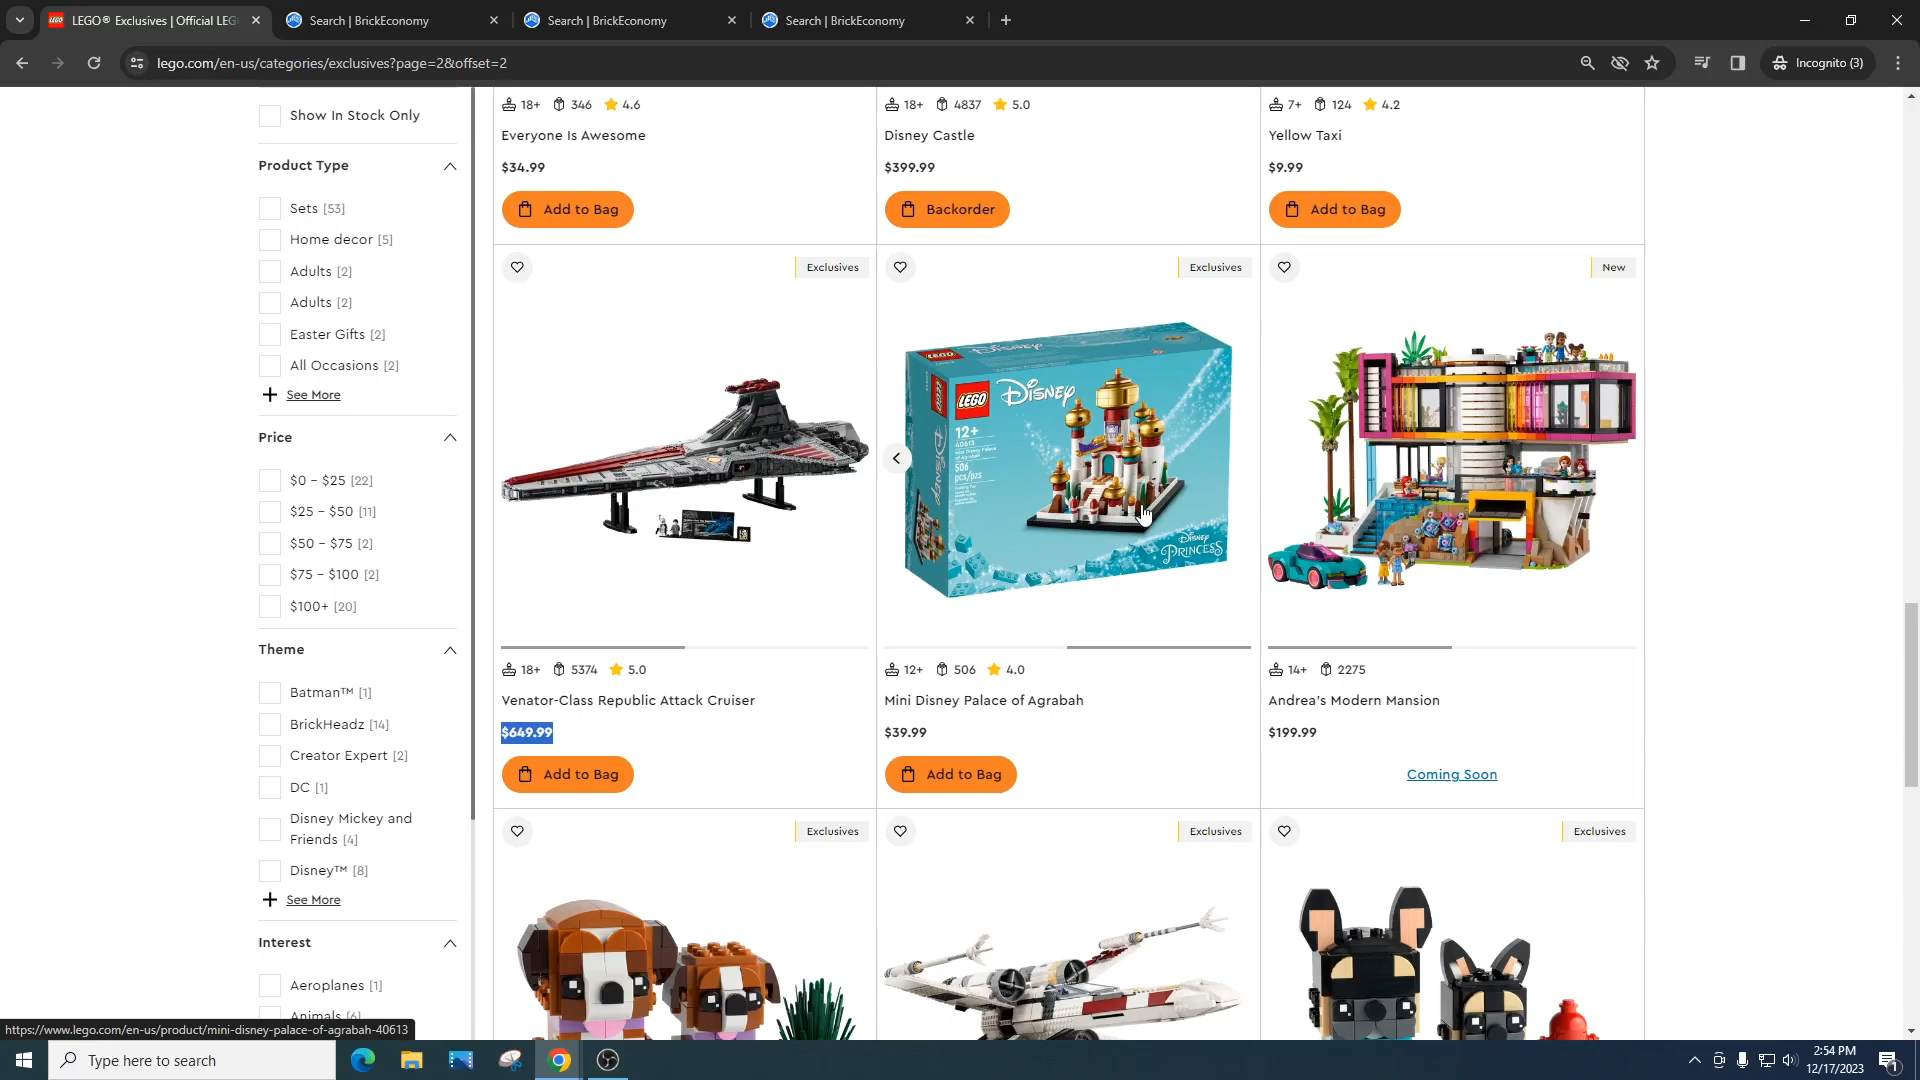 LEGO® Exclusives | Official LEG
Search | BrickEconomy
Search | BrickEconomy
Search | BrickEconomy
lego.com/en-us/categories/exclusives?page=2&offset=2
Incognito (3)
Show In Stock Only
Product Type
Sets [53]
Home decor [5]
Adults [2]
Adults [2]
Easter Gifts [2]
All Occasions [2]
See More
Price
$0 – $25 [22]
$25 – $50 [11]
$50 – $75 [2]
$75 – $100 [2]
$100+ [20]
Theme
Batman™ [1]
BrickHeadz [14]
Creator Expert [2]
DC [1]
Disney Mickey and
Friends [4]
Disney™ [8]
See More
Interest
Aeroplanes [1]
Animals [6]
18+ 346 4.6
Everyone Is Awesome
$34.99
Add to Bag
18+ 4837 5.0
Disney Castle
$399.99
Backorder
7+ 124 4.2
Yellow Taxi
$9.99
Add to Bag
Exclusives
18+ 5374 5.0
Venator-Class Republic Attack Cruiser
$649.99
Add to Bag
Exclusives
LEGO
Disney
LEGO Disney
12+
40613
506
pcs/pzs
Disney
PRINCESS
12+ 506 4.0
Mini Disney Palace of Agrabah
$39.99
Add to Bag
New
14+ 2275
Andrea's Modern Mansion
$199.99
Coming Soon
Exclusives
Exclusives
Exclusives
https://www.lego.com/en-us/product/mini-disney-palace-of-agrabah-40613
Type here to search
2:54 PM
12/17/2023
1